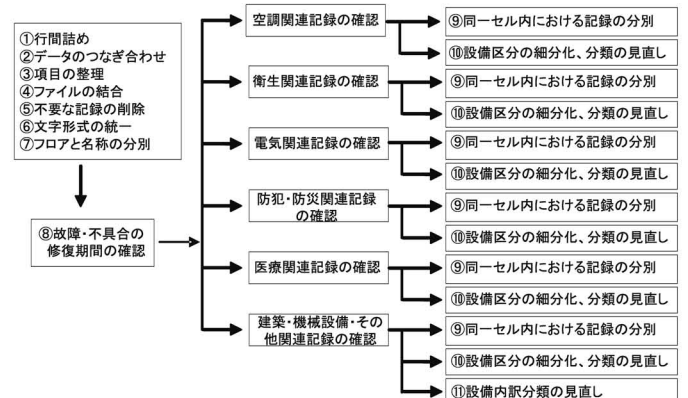 ①行間詰め
②データのつなぎ合わせ
③項目の整理
④ファイルの結合
⑤不要な記録の削除
⑥文字形式の統一
⑦フロアと名称の分別
⑧故障・不具合の
修復期間の確認
空調関連記録の確認
⑨同一セル内における記録の分別
⑩設備区分の細分化、分類の見直し
衛生関連記録の確認
⑨同一セル内における記録の分別
⑩設備区分の細分化、分類の見直し
電気関連記録の確認
⑨同一セル内における記録の分別
⑩設備区分の細分化、分類の見直し
防犯・防災関連記録
の確認
⑨同一セル内における記録の分別
⑩設備区分の細分化、分類の見直し
医療関連記録の確認
⑨同一セル内における記録の分別
⑩設備区分の細分化、分類の見直し
建築・機械設備・その
他関連記録の確認
⑨同一セル内における記録の分別
⑩設備区分の細分化、分類の見直し
⑪設備内訳分類の見直し